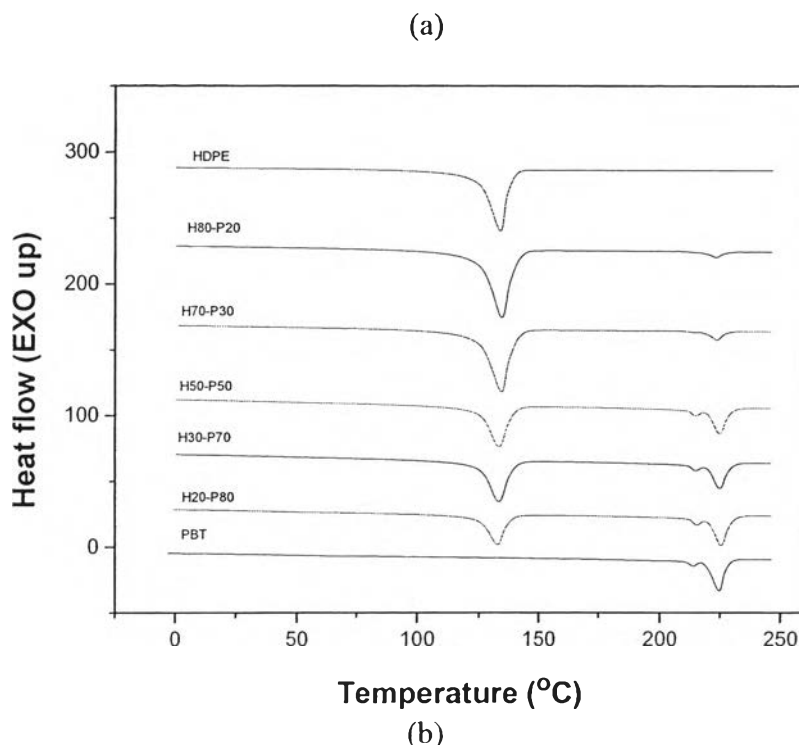 (a)
300
HDPE
H80-P20
200
H70-P30
H50-P50
100
H30-P70
H20-P80
PBT
0
Heat flow (EXO up)
0 50 100 150 200 250
Temperature (°C)
(b)